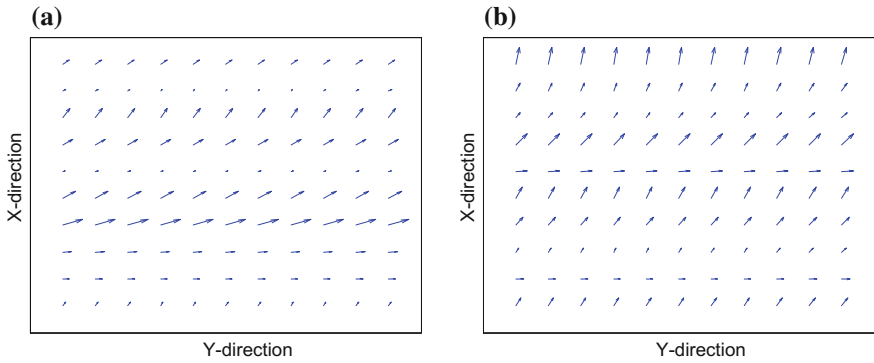 (a)
X-direction
Y-direction
(b)
X-direction
Y-direction